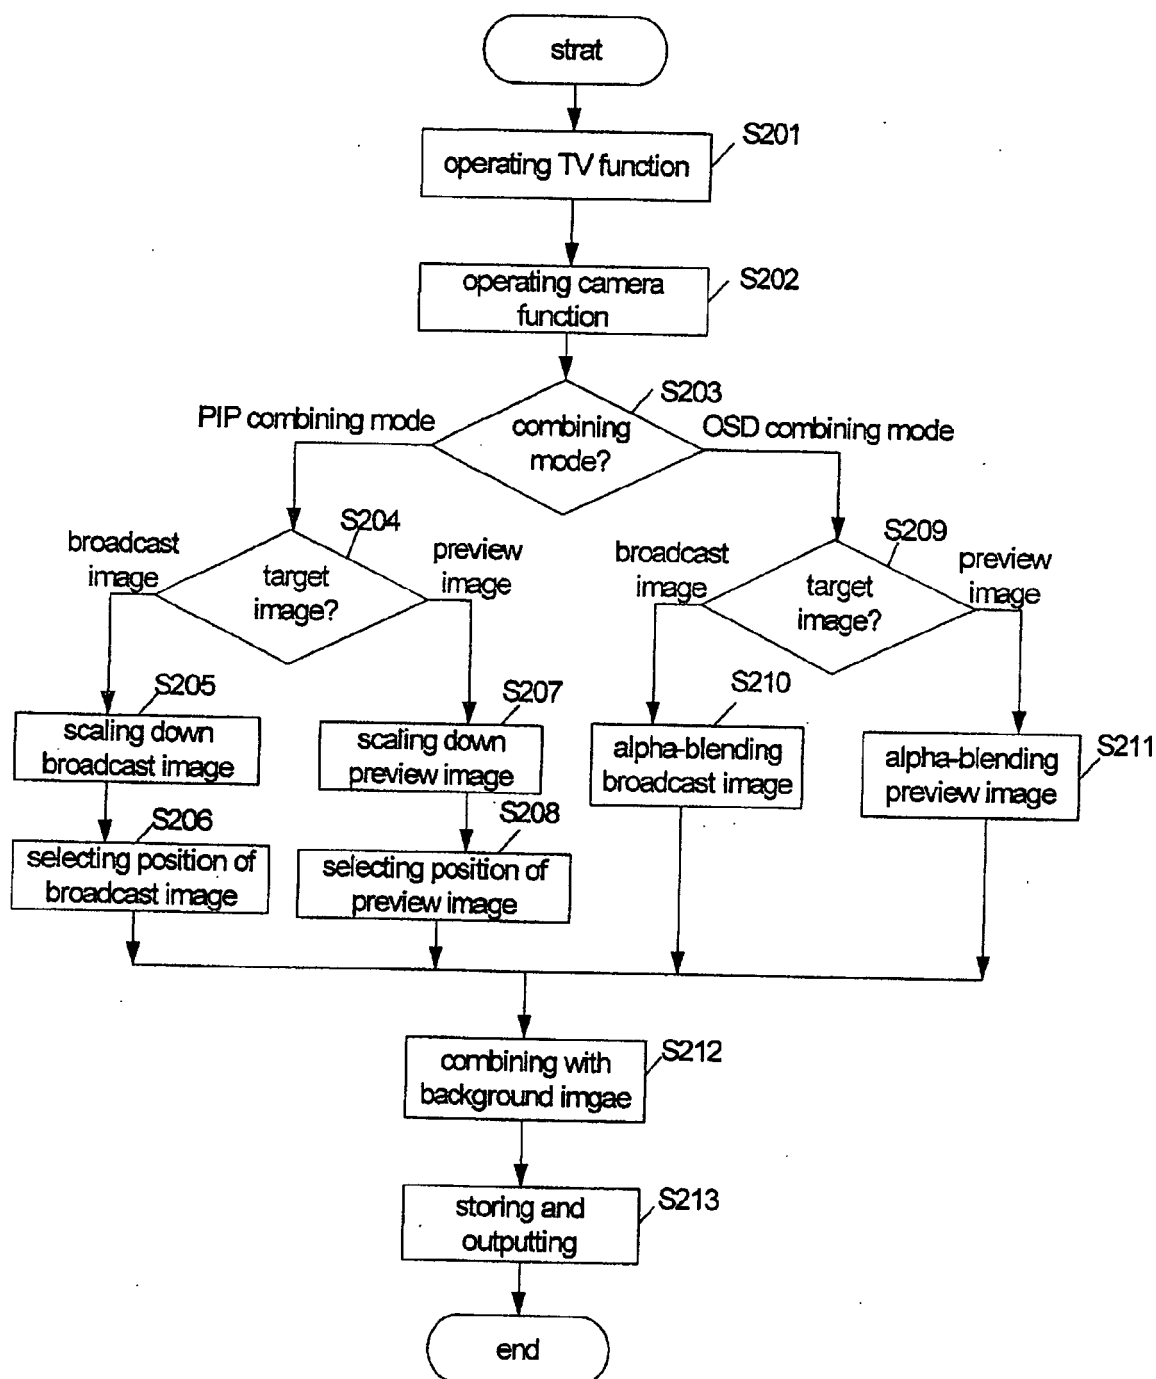 strat
S201
operating TV function
S202
operating camera
function
S203
PIP combining mode
combining
mode?
OSD combining mode
S204
broadcast
image
target
image?
preview
image
S209
broadcast
image
target
image?
preview
image
S205
scaling down
broadcast image
S207
scaling down
preview image
S210
alpha-blending
broadcast image
S211
alpha-blending
preview image
S206
selecting position of
broadcast image
S208
selecting position of
preview image
S212
combining with
background imgae
S213
storing and
outputting
end